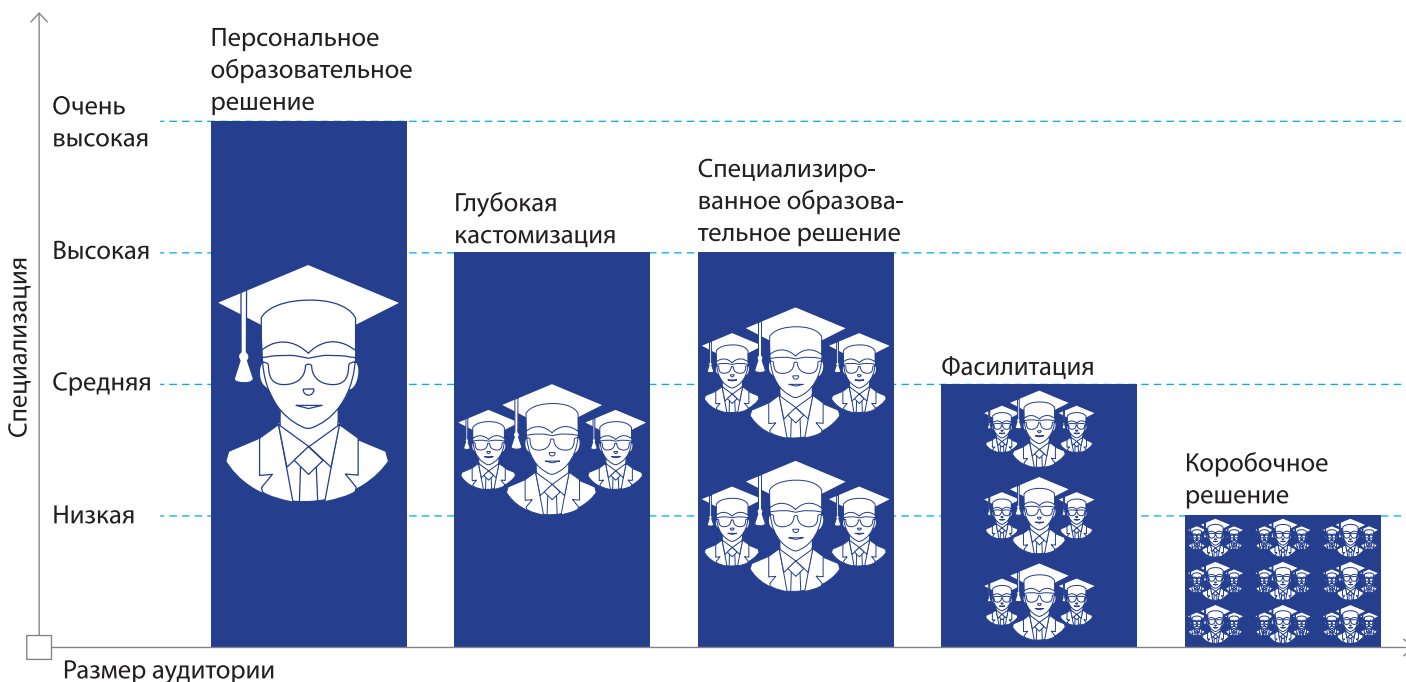 Персональное
образовательное
решение
Очень
высокая
Специализиро-
ванное образова-
тельное решение
Глубокая
кастомизация
Высокая
Специализация
Фасилитация
Средняя
Коробочное
решение
Низкая
Размер аудитории